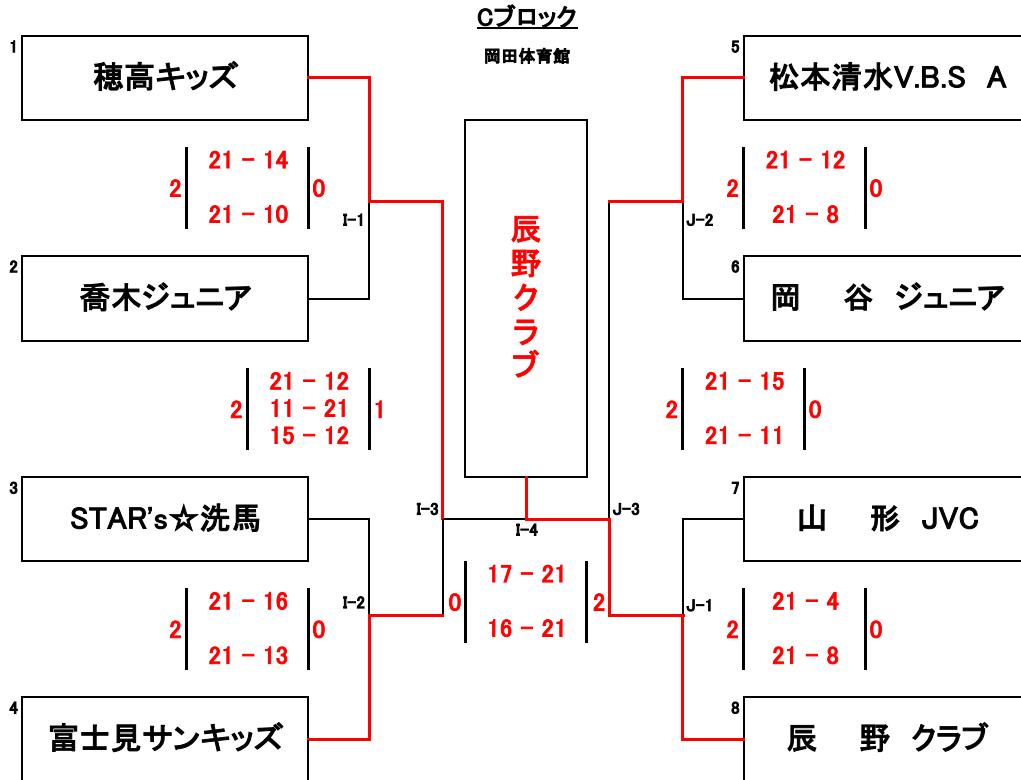 Cブロック
岡田体育館
1
穂高キッズ
5
松本清水V.B.S A
2 21 - 14 0
21 - 10
I-1
2 21 - 12 0
21 - 8
J-2
辰野クラブ
2
喬木ジュニア
6
岡 谷 ジュニア
21 - 12
2 11 - 21 1
15 - 12
2 21 - 15 0
21 - 11
3
STAR's☆洗馬
7
山 形 JVC
I-3
J-3
I-4
2 21 - 16 0
21 - 13
I-2
0 17 - 21 2
16 - 21
J-1
2 21 - 4 0
21 - 8
4
富士見サンキッズ
8
辰 野 クラブ